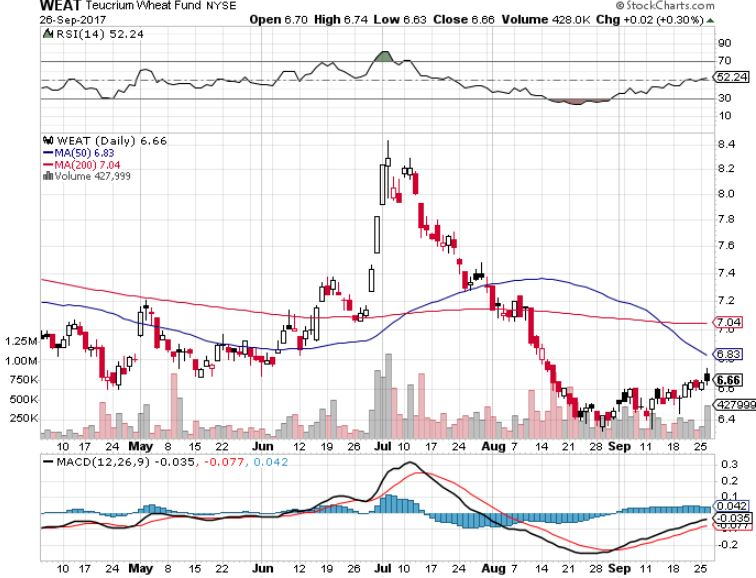 WEAT Teucrium Wheat Fund NYSE © StockCharts.com
26-Sep-2017 Open 6.70 High 6.74 Low 6.63 Close 6.66 Volume 428.0K Chg +0.02 (+0.30%)
RSI(14) 52.24
90
70
52.24
30
10
WEAT (Daily) 6.66
MA(50) 6.83
MA(200) 7.04
Volume 427,999
8.4
8.2
8.0
7.8
7.6
7.4
7.2
7.04
6.83
6.66
6.4
1.25M
1.00M
750K
500K
250K
427999
10 17 24 May 8 15 22 Jun 12 19 26 Jul 10 17 24 Aug 7 14 21 28 Sep 11 18 25
MACD(12,26,9) -0.035, -0.077, 0.042
0.3
0.2
0.1
0.042
-0.035
-0.077
-0.2
10 17 24 May 8 15 22 Jun 12 19 26 Jul 10 17 24 Aug 7 14 21 28 Sep 11 18 25